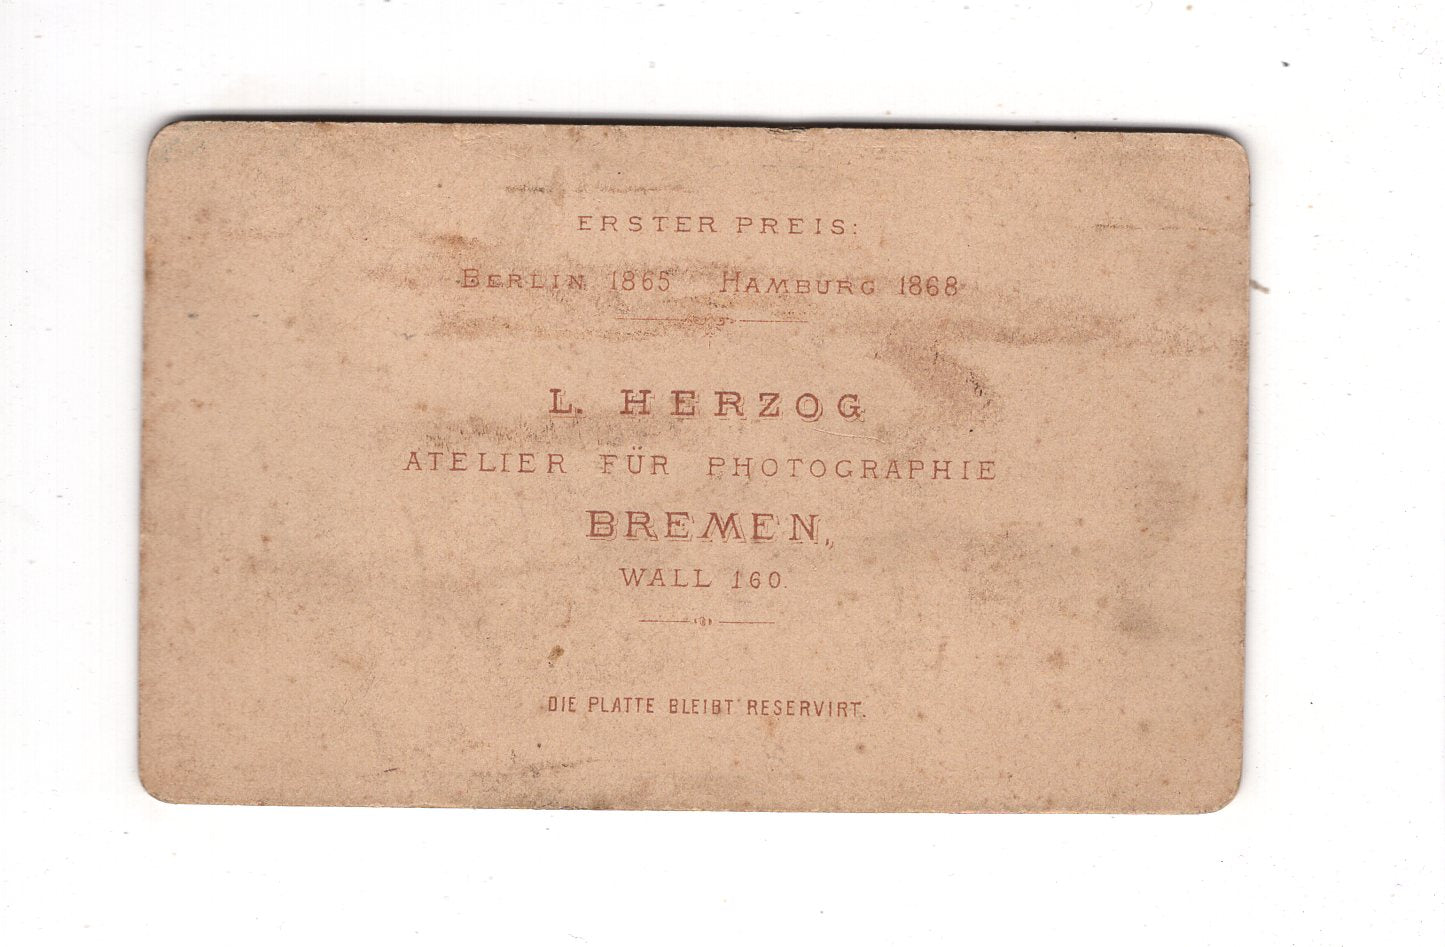 ERSTER PREIS:
BERLIN 1865 HAMBURG 1868
L. HERZOG
ATELIER FÜR PHOTOGRAPHIE
BREMEN,
WALL 160.
DIE PLATTE BLEIBT RESERVIRT.